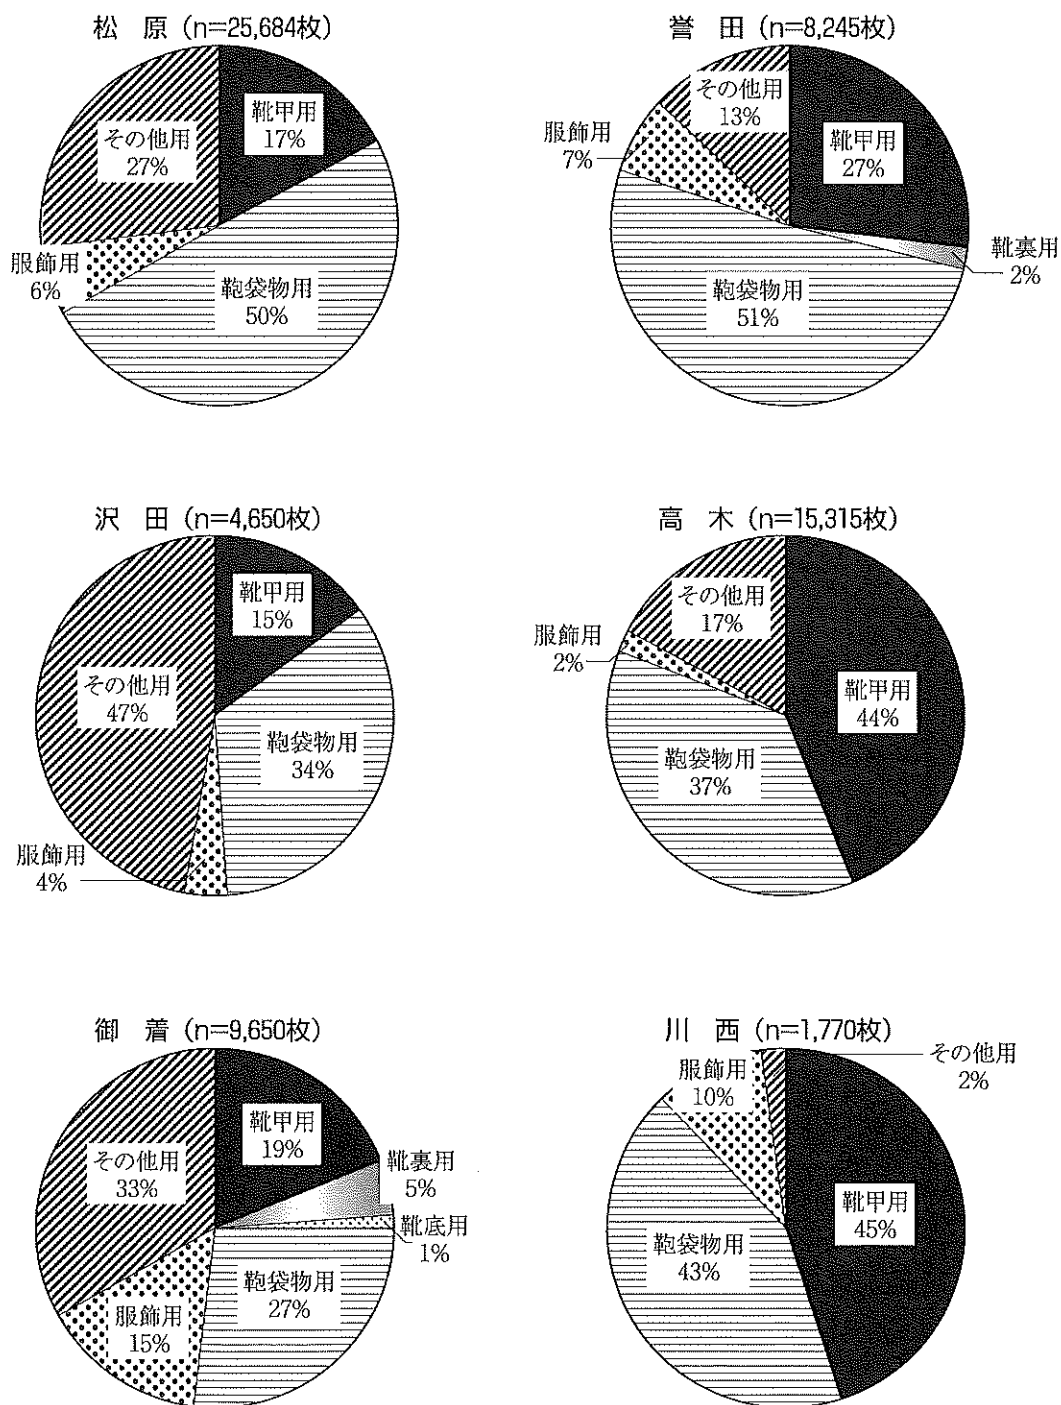 松 原 (n=25,684枚)
靴甲用
17%
鞄袋物用
50%
服飾用
6%
その他用
27%
誉 田 (n=8,245枚)
靴甲用
27%
靴裏用
2%
鞄袋物用
51%
服飾用
7%
その他用
13%
沢 田 (n=4,650枚)
靴甲用
15%
鞄袋物用
34%
服飾用
4%
その他用
47%
高 木 (n=15,315枚)
靴甲用
44%
鞄袋物用
37%
服飾用
2%
その他用
17%
御 着 (n=9,650枚)
靴甲用
19%
靴裏用
5%
靴底用
1%
鞄袋物用
27%
服飾用
15%
その他用
33%
川 西 (n=1,770枚)
靴甲用
45%
鞄袋物用
43%
服飾用
10%
その他用
2%